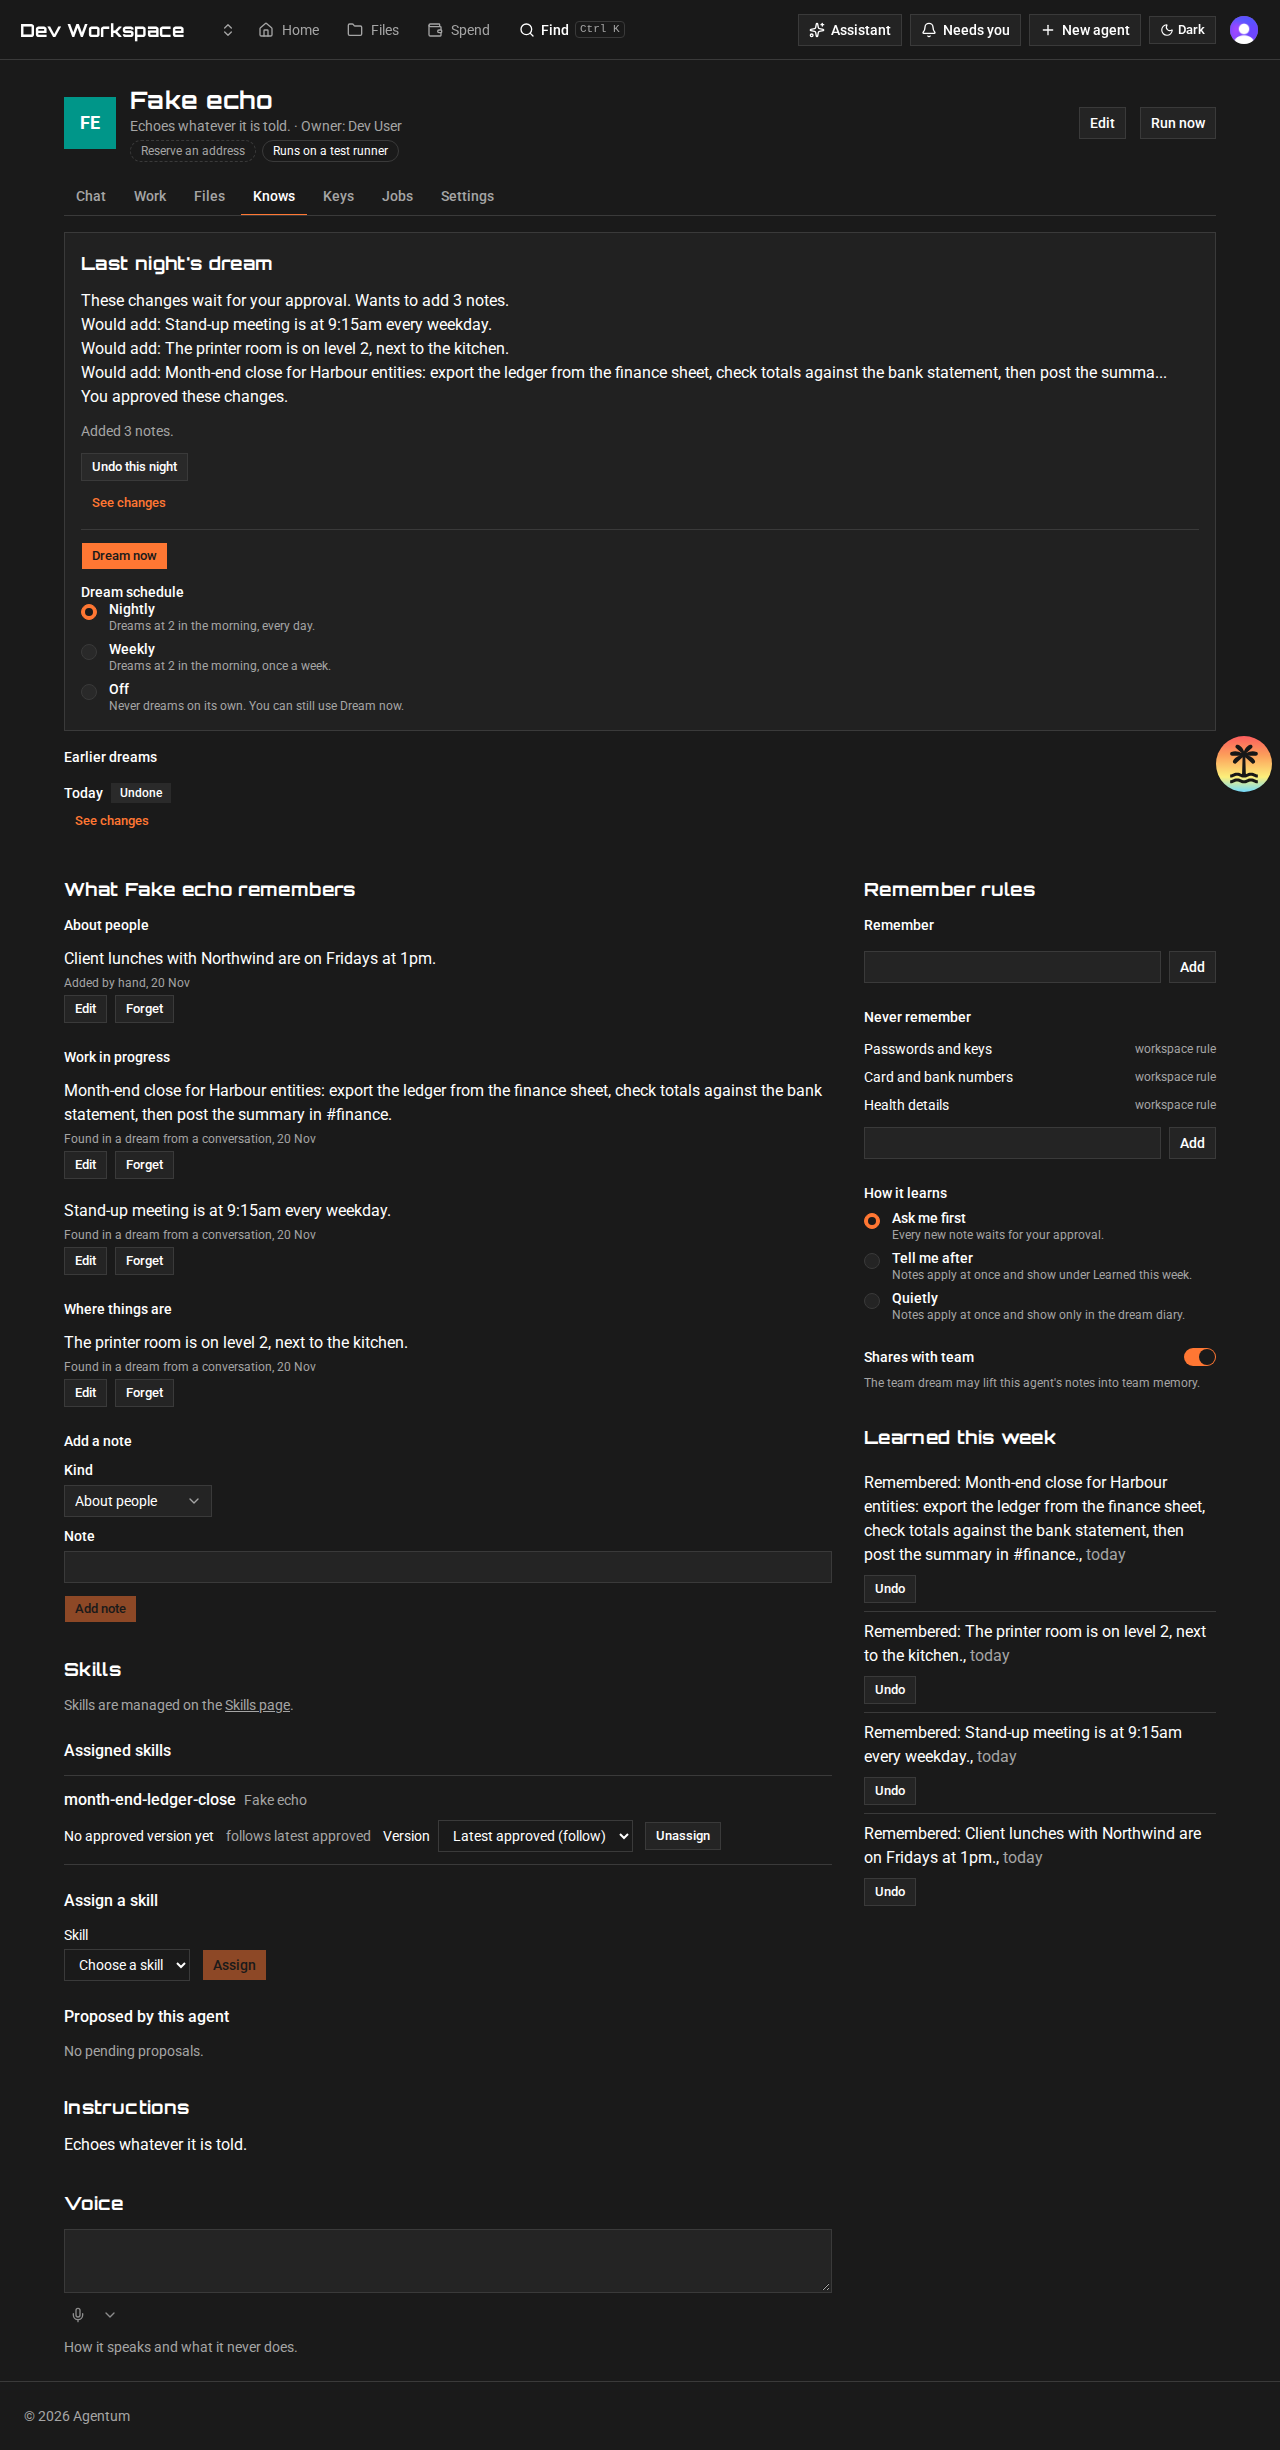 Dev Workspace
Home
Files
Spend
Find Ctrl K
Assistant
Needs you
New agent
Dark
FE
Fake echo
Echoes whatever it is told. · Owner: Dev User
Reserve an address
Runs on a test runner
Edit
Run now
Chat
Work
Files
Knows
Keys
Jobs
Settings
Last night's dream
These changes wait for your approval. Wants to add 3 notes.
Would add: Stand-up meeting is at 9:15am every weekday.
Would add: The printer room is on level 2, next to the kitchen.
Would add: Month-end close for Harbour entities: export the ledger from the finance sheet, check totals against the bank statement, then post the summa...
You approved these changes.
Added 3 notes.
Undo this night
See changes
Dream now
Dream schedule
Nightly
Dreams at 2 in the morning, every day.
Weekly
Dreams at 2 in the morning, once a week.
Off
Never dreams on its own. You can still use Dream now.
Earlier dreams
Today Undone
See changes
What Fake echo remembers
About people
Client lunches with Northwind are on Fridays at 1pm.
Added by hand, 20 Nov
Edit
Forget
Work in progress
Month-end close for Harbour entities: export the ledger from the finance sheet, check totals against the bank
statement, then post the summary in #finance.
Found in a dream from a conversation, 20 Nov
Edit
Forget
Stand-up meeting is at 9:15am every weekday.
Found in a dream from a conversation, 20 Nov
Edit
Forget
Where things are
The printer room is on level 2, next to the kitchen.
Found in a dream from a conversation, 20 Nov
Edit
Forget
Add a note
Kind
About people
Note
Add note
Skills
Skills are managed on the Skills page.
Assigned skills
month-end-ledger-close Fake echo
No approved version yet follows latest approved Version Latest approved (follow) Unassign
Assign a skill
Skill
Choose a skill
Assign
Proposed by this agent
No pending proposals.
Instructions
Echoes whatever it is told.
Voice
How it speaks and what it never does.
Remember rules
Remember
Add
Never remember
Passwords and keys workspace rule
Card and bank numbers workspace rule
Health details workspace rule
Add
How it learns
Ask me first
Every new note waits for your approval.
Tell me after
Notes apply at once and show under Learned this week.
Quietly
Notes apply at once and show only in the dream diary.
Shares with team
The team dream may lift this agent's notes into team memory.
Learned this week
Remembered: Month-end close for Harbour
entities: export the ledger from the finance sheet,
check totals against the bank statement, then
post the summary in #finance., today
Undo
Remembered: The printer room is on level 2, next
to the kitchen., today
Undo
Remembered: Stand-up meeting is at 9:15am
every weekday., today
Undo
Remembered: Client lunches with Northwind are
on Fridays at 1pm., today
Undo
© 2026 Agentum